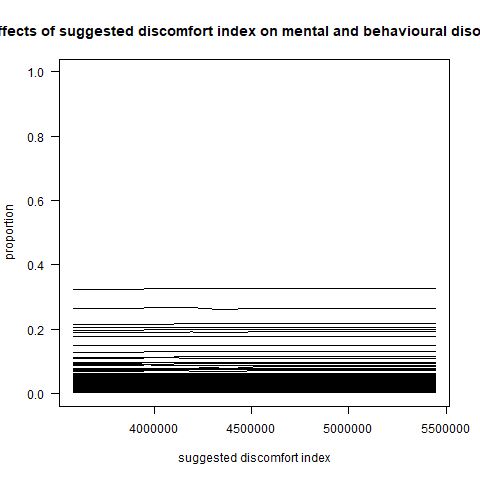 ffects of suggested discomfort index on mental and behavioural diso
1.0
0.8
0.6
0.4
0.2
0.0
proportion
4000000 4500000 5000000 5500000
suggested discomfort index